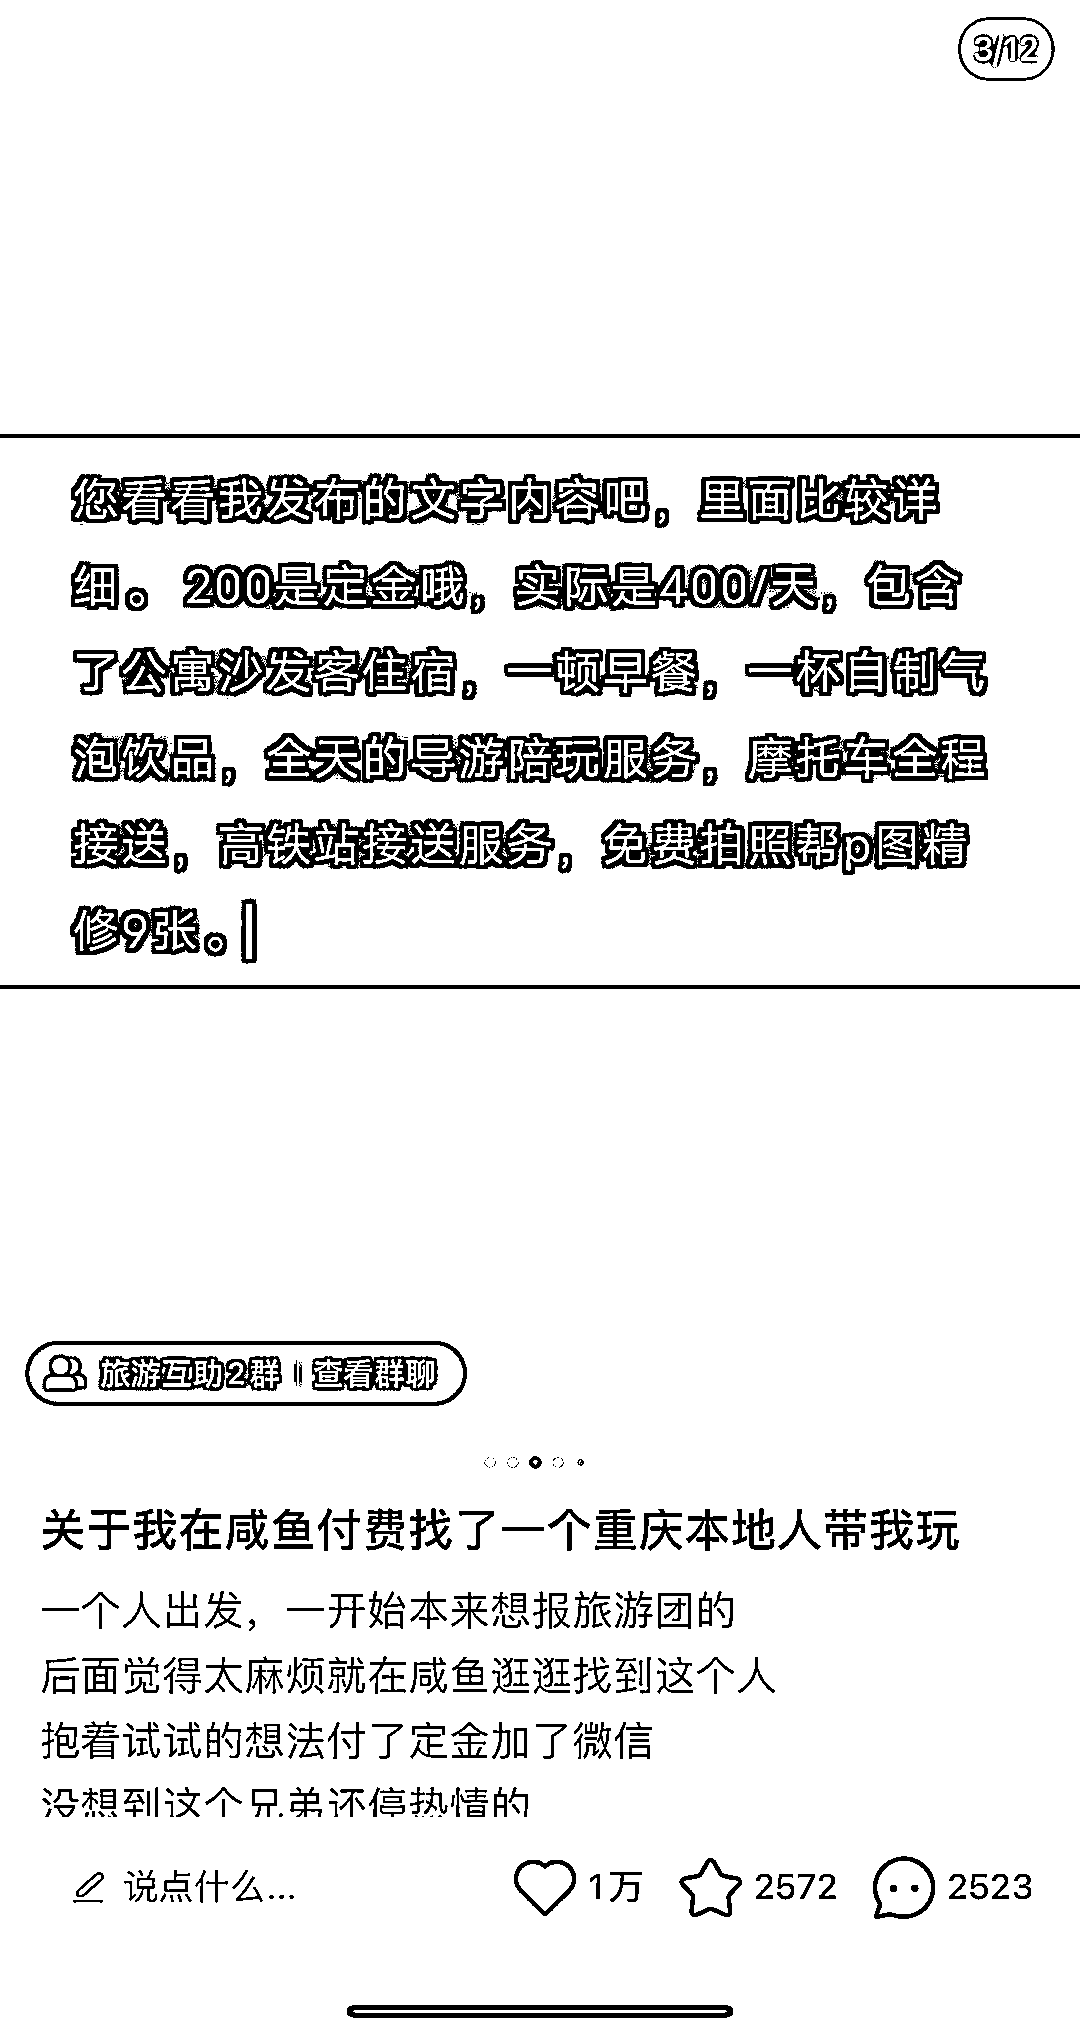 3/12
您看看我发布的文字内容吧，里面比较详
细。 200是定金哦，实际是400/天，包含
了公寓沙发客住宿，一顿早餐，一杯自制气
泡饮品，全天的导游陪玩服务，摩托车全程
接送，高铁站接送服务，免费拍照帮p图精
修9张。
旅游互助2群 | 查看群聊
关于我在咸鱼付费找了一个重庆本地人带我玩
一个人出发，一开始本来想报旅游团的
后面觉得太麻烦就在咸鱼逛逛找到这个人
抱着试试的想法付了定金加了微信
没想到这个兄弟还停热情的
说点什么...
1万
2572
2523